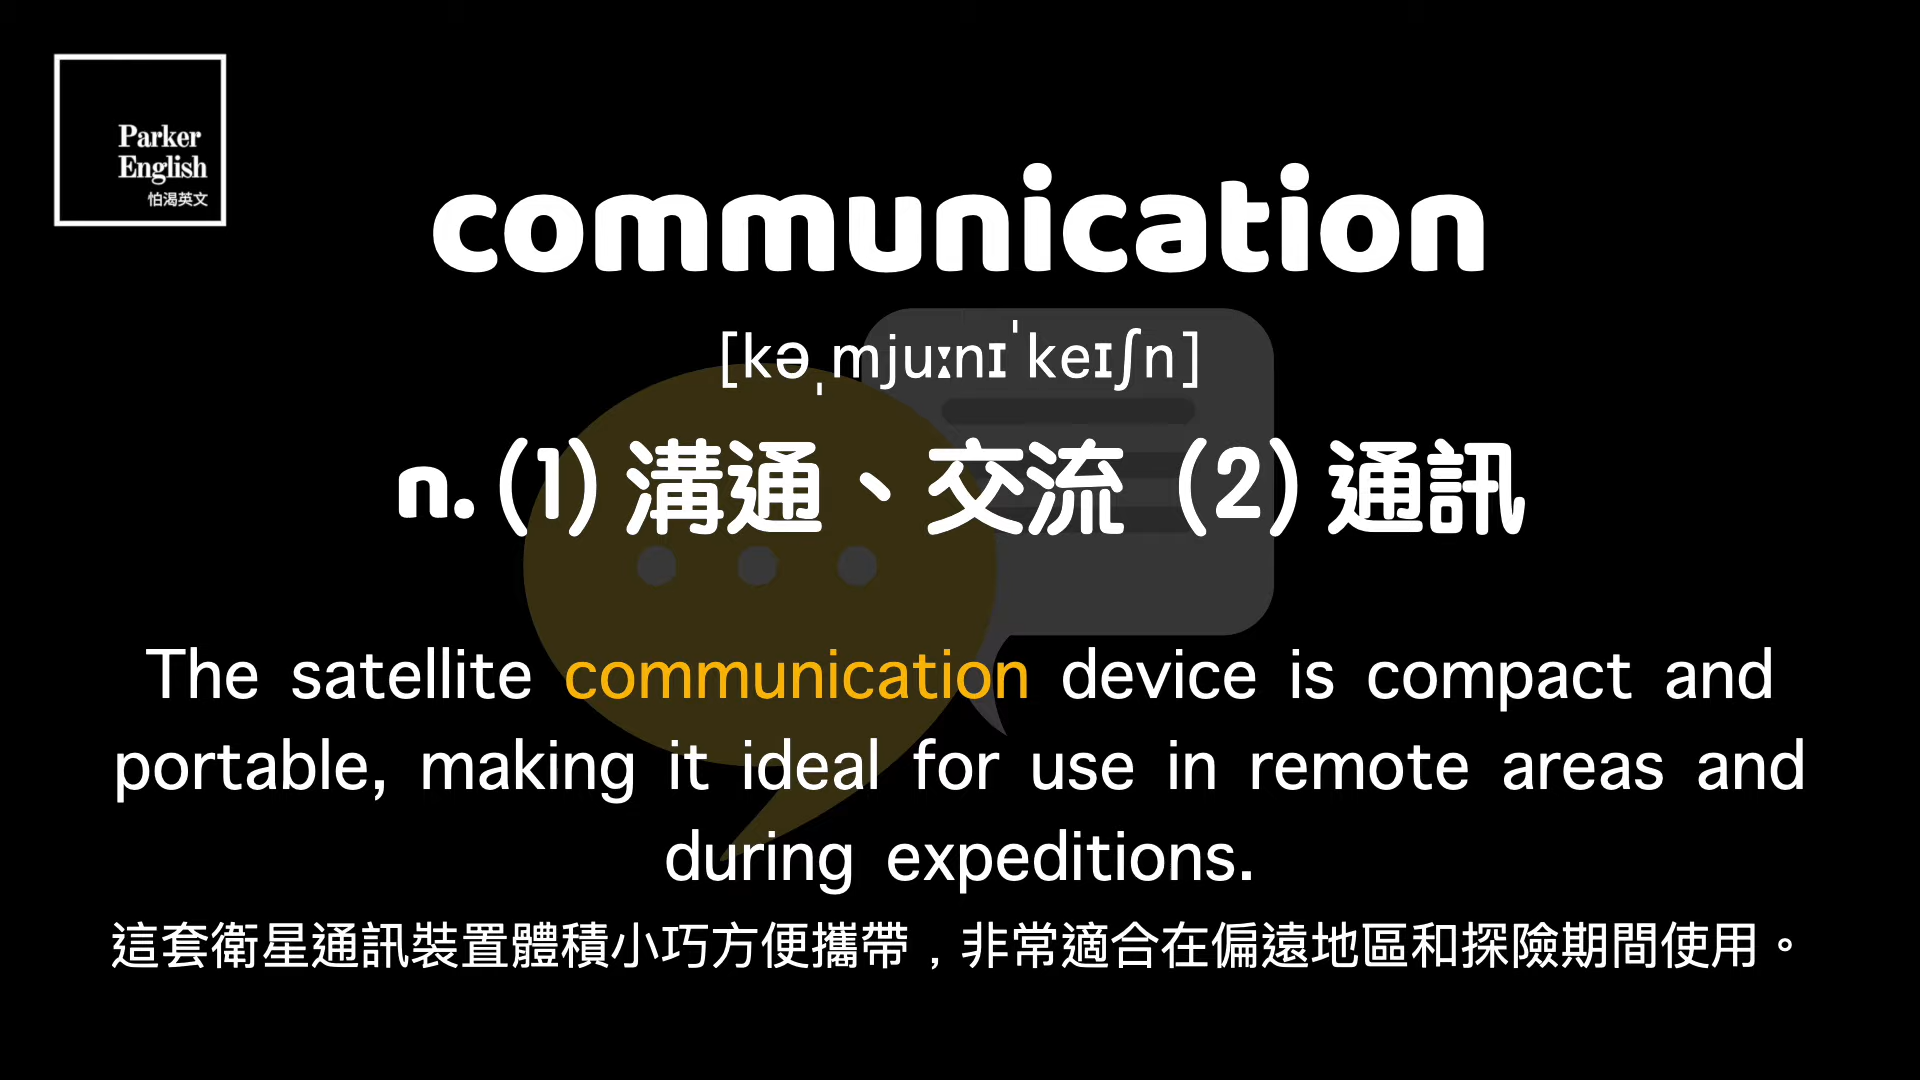 Parker
English
怕渴英文
communication
[kəˌmjuːnɪˈkeɪʃn]
n. (1) 溝通、交流 (2) 通訊
The satellite communication device is compact and
portable, making it ideal for use in remote areas and
during expeditions.
這套衛星通訊裝置體積小巧方便攜帶，非常適合在偏遠地區和探險期間使用。